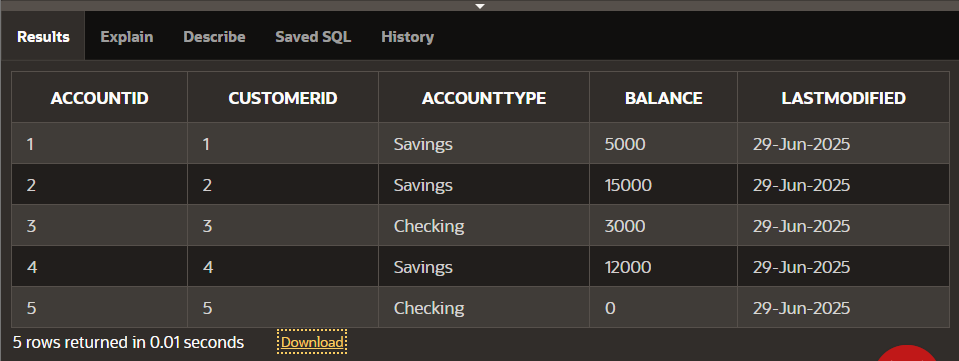 Results Explain Describe Saved SQL History
ACCOUNTID CUSTOMERID ACCOUNTTYPE BALANCE LASTMODIFIED
1 1 Savings 5000 29-Jun-2025
2 2 Savings 15000 29-Jun-2025
3 3 Checking 3000 29-Jun-2025
4 4 Savings 12000 29-Jun-2025
5 5 Checking 0 29-Jun-2025
5 rows returned in 0.01 seconds Download